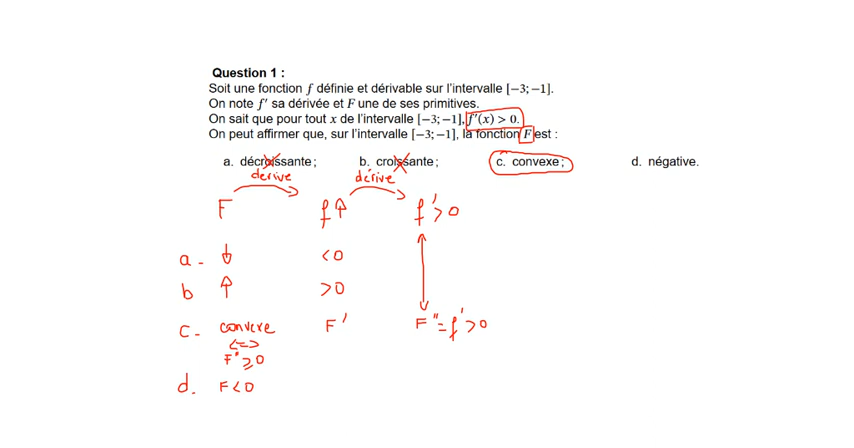 Question 1 :
Soit une fonction f définie et dérivable sur l'intervalle [−3; −1].
On note f′ sa dérivée et F une de ses primitives.
On sait que pour tout x de l'intervalle [−3; −1], f′(x) > 0.
On peut affirmer que, sur l'intervalle [−3; −1], la fonction F est :
a. décroissante; b. croissante; c. convexe; d. négative.
dérive dérive
F f↑ f′>0
a- ↓ <0
b ↑ >0
c- convexe F′ F″=f′>0
<=>
F″⩾0
d. F<0